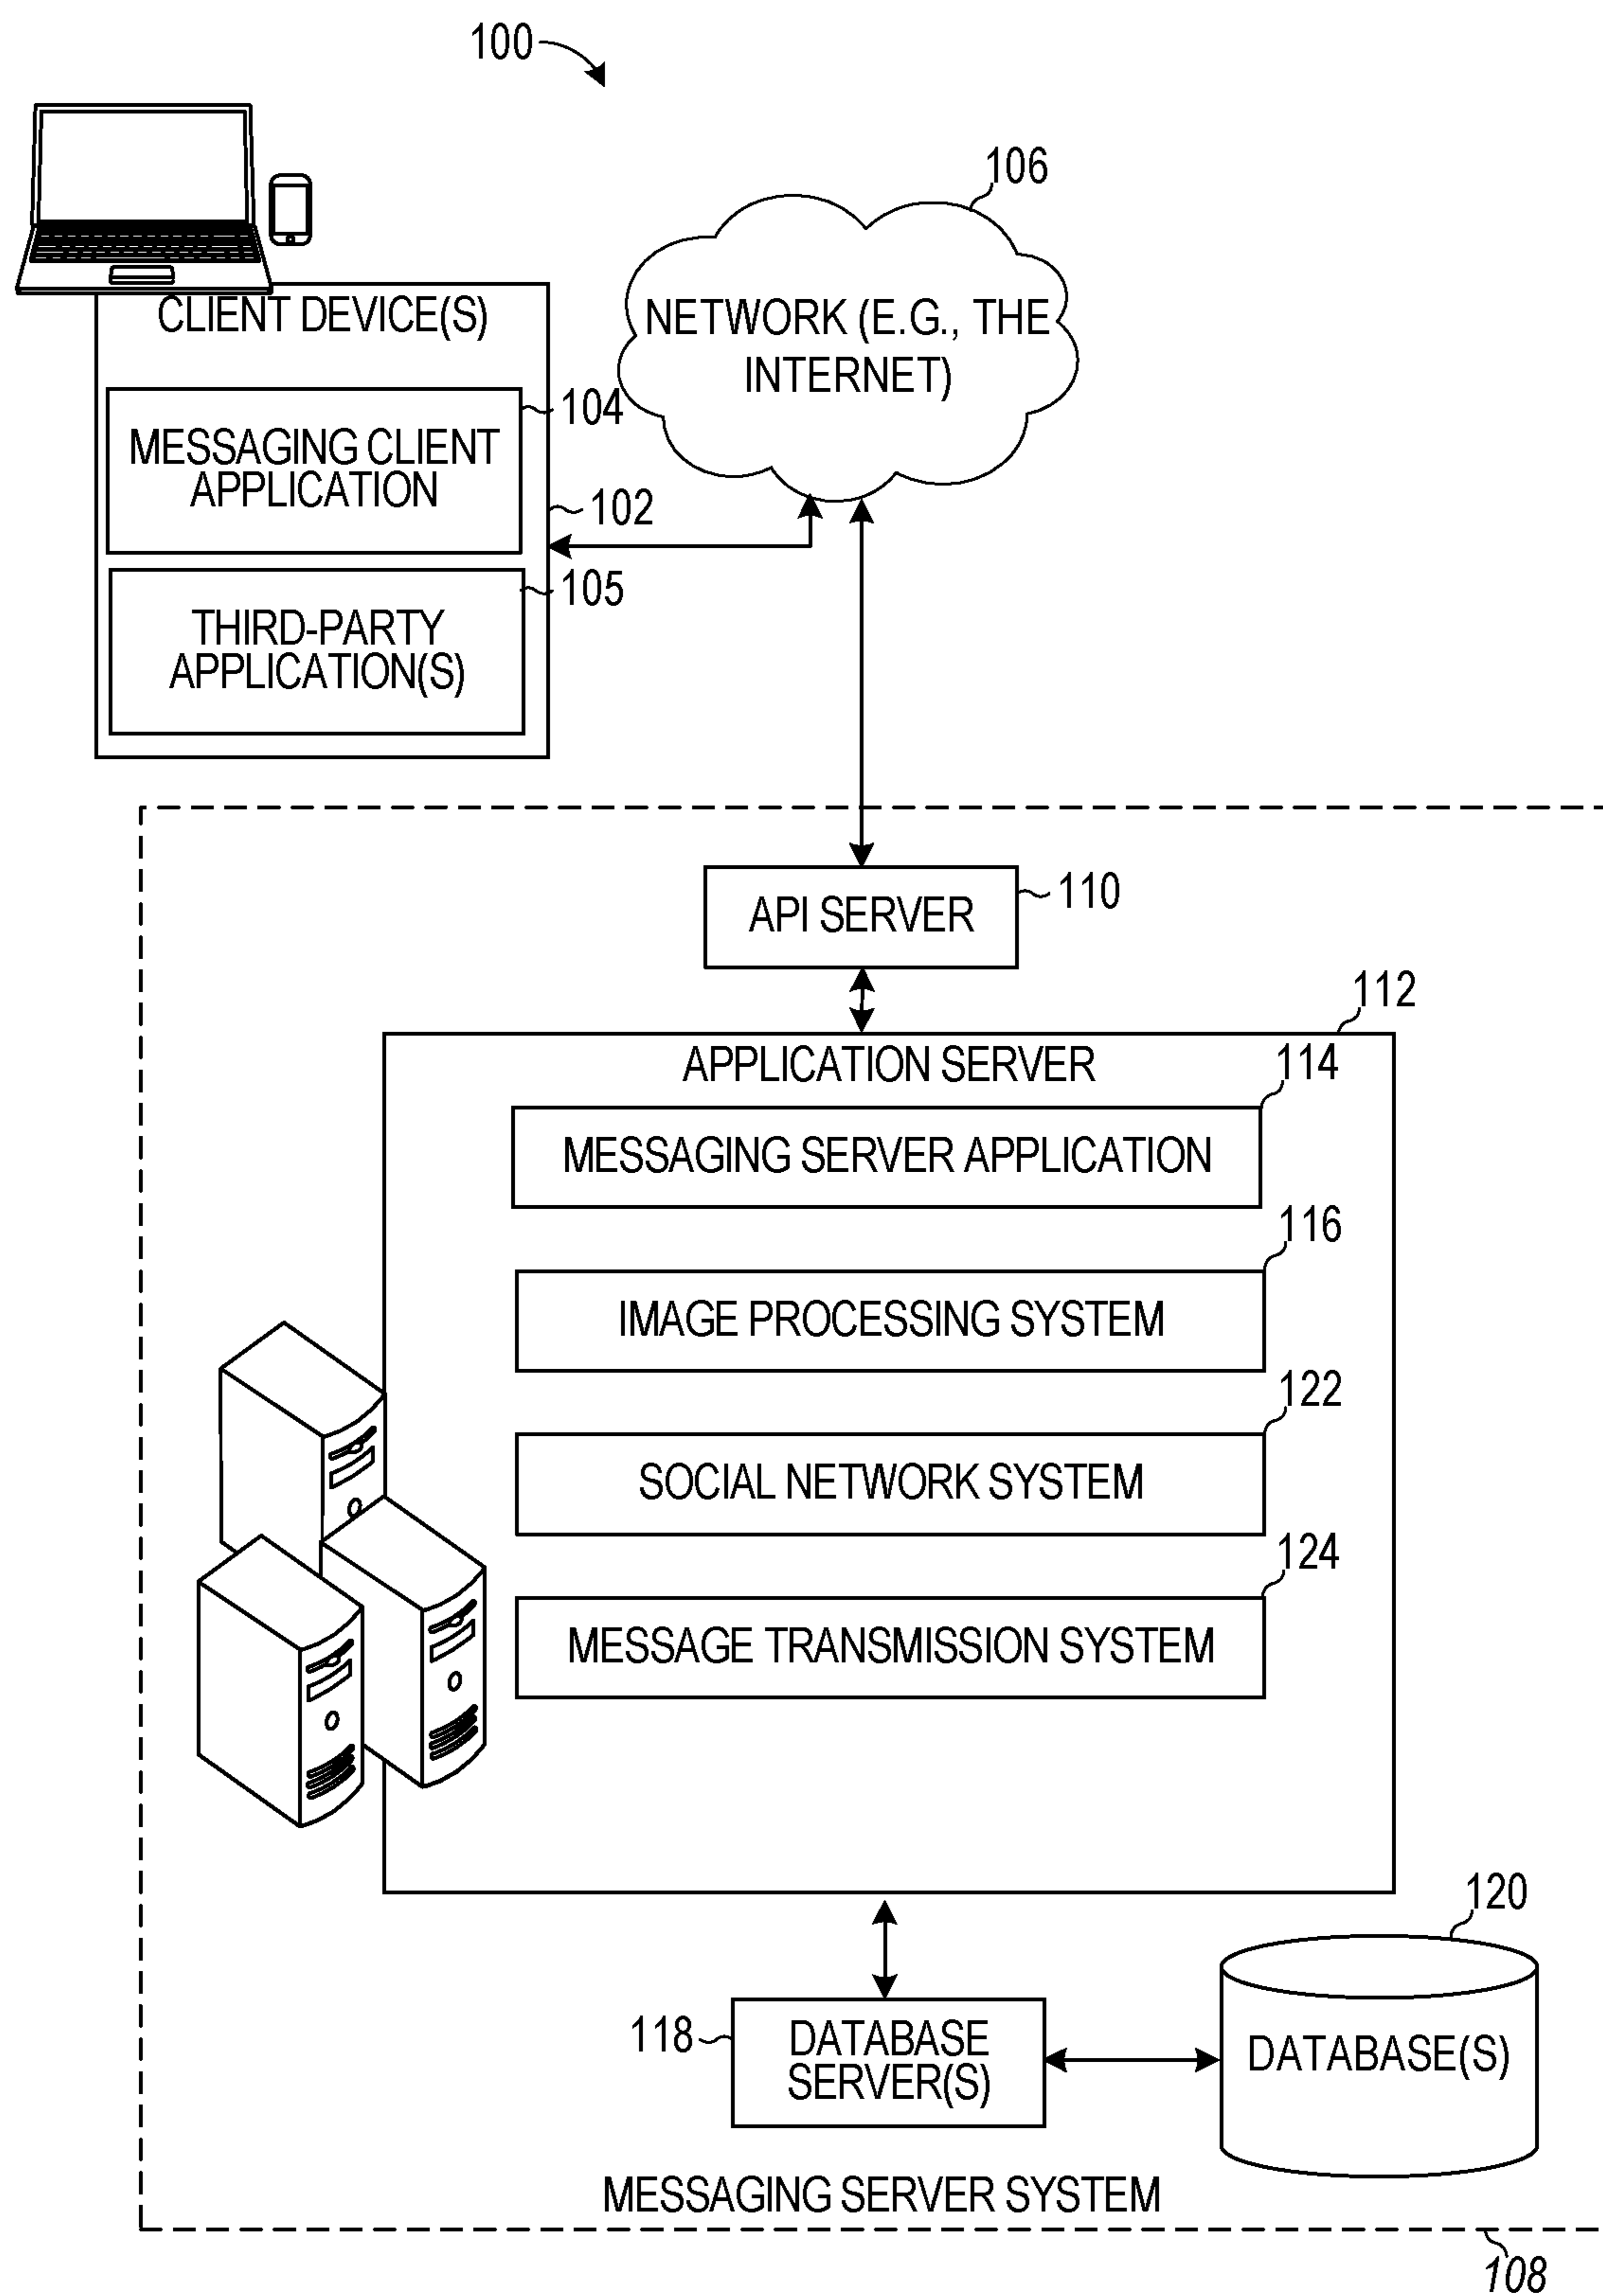 100
106
CLIENT DEVICE(S)
NETWORK (E.G., THE
INTERNET)
104
MESSAGING CLIENT
APPLICATION
102
105
THIRD-PARTY
APPLICATION(S)
110
API SERVER
112
APPLICATION SERVER
114
MESSAGING SERVER APPLICATION
116
IMAGE PROCESSING SYSTEM
122
SOCIAL NETWORK SYSTEM
124
MESSAGE TRANSMISSION SYSTEM
120
118
DATABASE
SERVER(S)
DATABASE(S)
MESSAGING SERVER SYSTEM
108